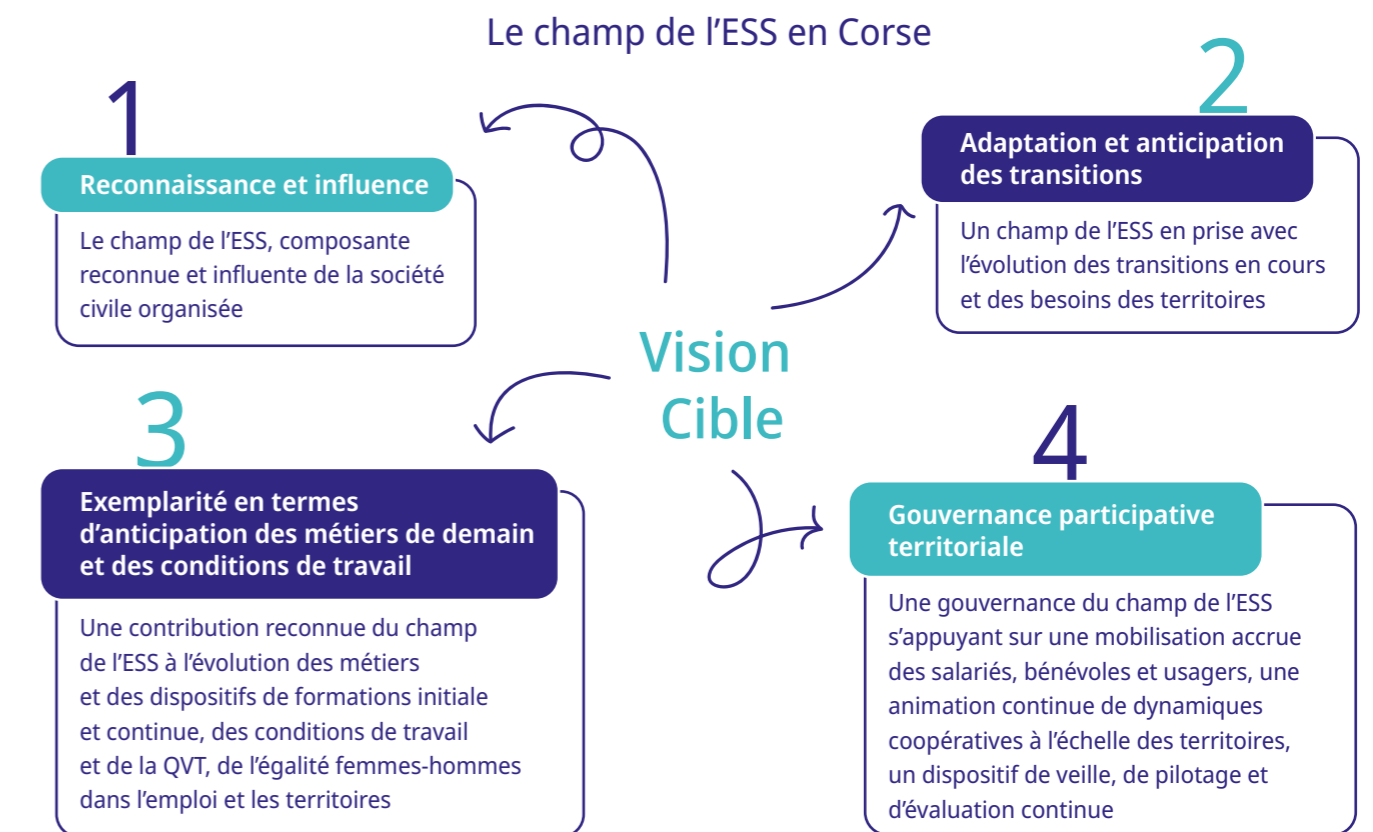 Le champ de l’ESS en Corse
1
Reconnaissance et influence
Le champ de l’ESS, composante
reconnue et influente de la société
civile organisée
2
Adaptation et anticipation
des transitions
Un champ de l’ESS en prise avec
l’évolution des transitions en cours
et des besoins des territoires
Vision
Cible
3
Exemplarité en termes
d’anticipation des métiers de demain
et des conditions de travail
Une contribution reconnue du champ
de l’ESS à l’évolution des métiers
et des dispositifs de formations initiale
et continue, des conditions de travail
et de la QVT, de l’égalité femmes-hommes
dans l’emploi et les territoires
4
Gouvernance participative
territoriale
Une gouvernance du champ de l’ESS
s’appuyant sur une mobilisation accrue
des salariés, bénévoles et usagers, une
animation continue de dynamiques
coopératives à l’échelle des territoires,
un dispositif de veille, de pilotage et
d’évaluation continue